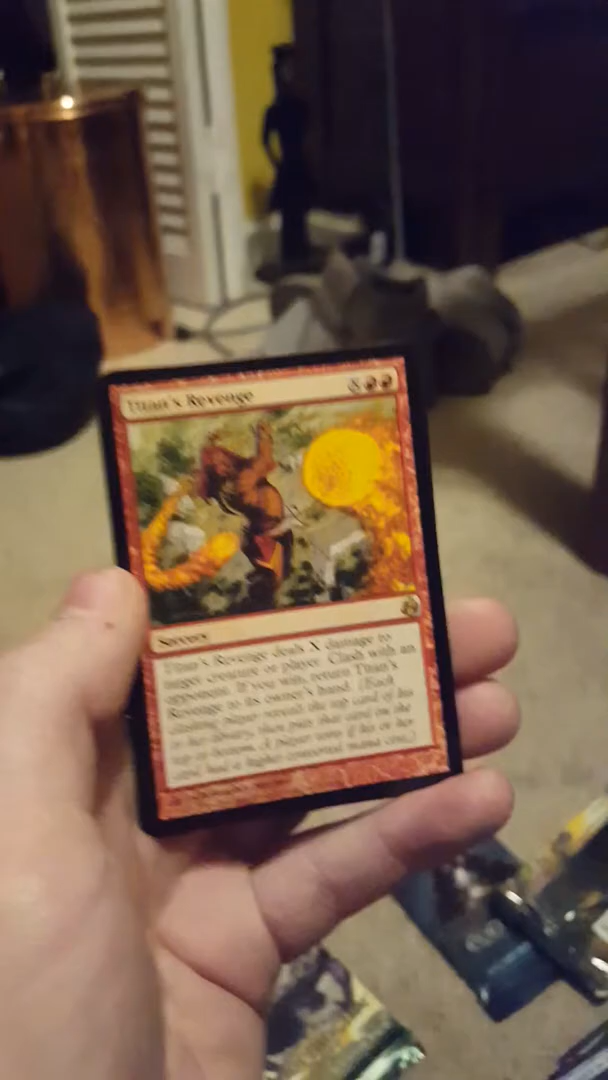 Titan's Revenge
Sorcery
Titan's Revenge deals X damage to
target creature or player. Clash with an
opponent. If you win, return Titan's
Revenge to its owner's hand. (Each
clashing player reveals the top card of his
or her library, then puts that card on the
top or bottom. A player wins if his or her
card had a higher converted mana cost.)